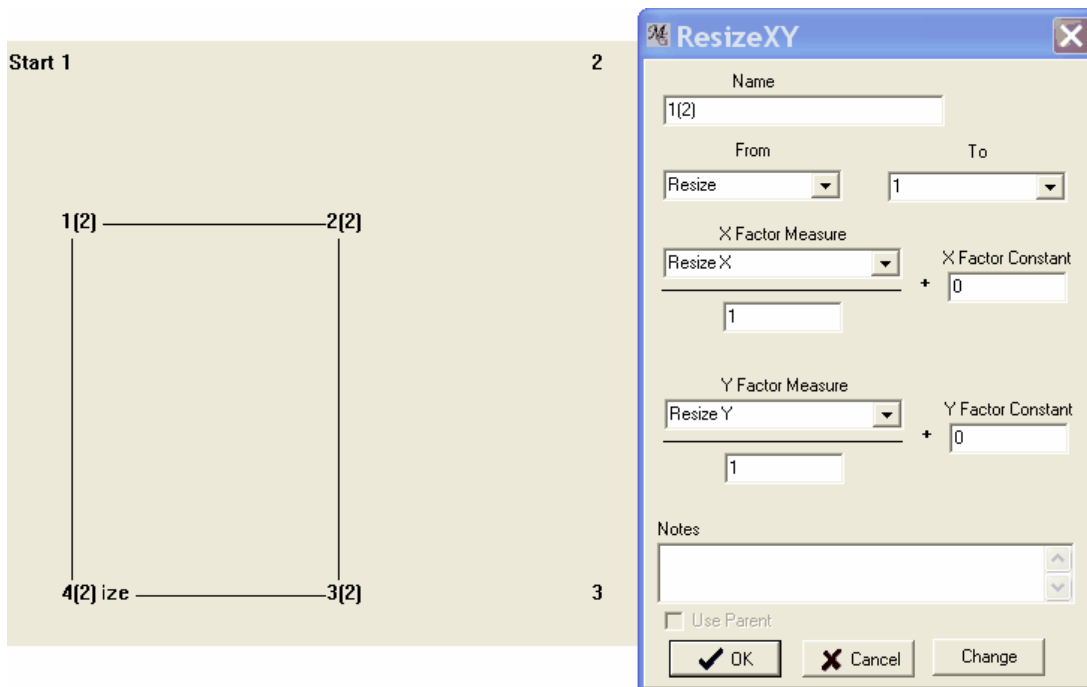 Start 1
2
1(2)
2(2)
4(2) ize
3(2)
3
ResizeXY
Name
1(2)
From
To
Resize
1
X Factor Measure
Resize X
X Factor Constant
+
0
1
Y Factor Measure
Resize Y
Y Factor Constant
+
0
1
Notes
Use Parent
OK
Cancel
Change